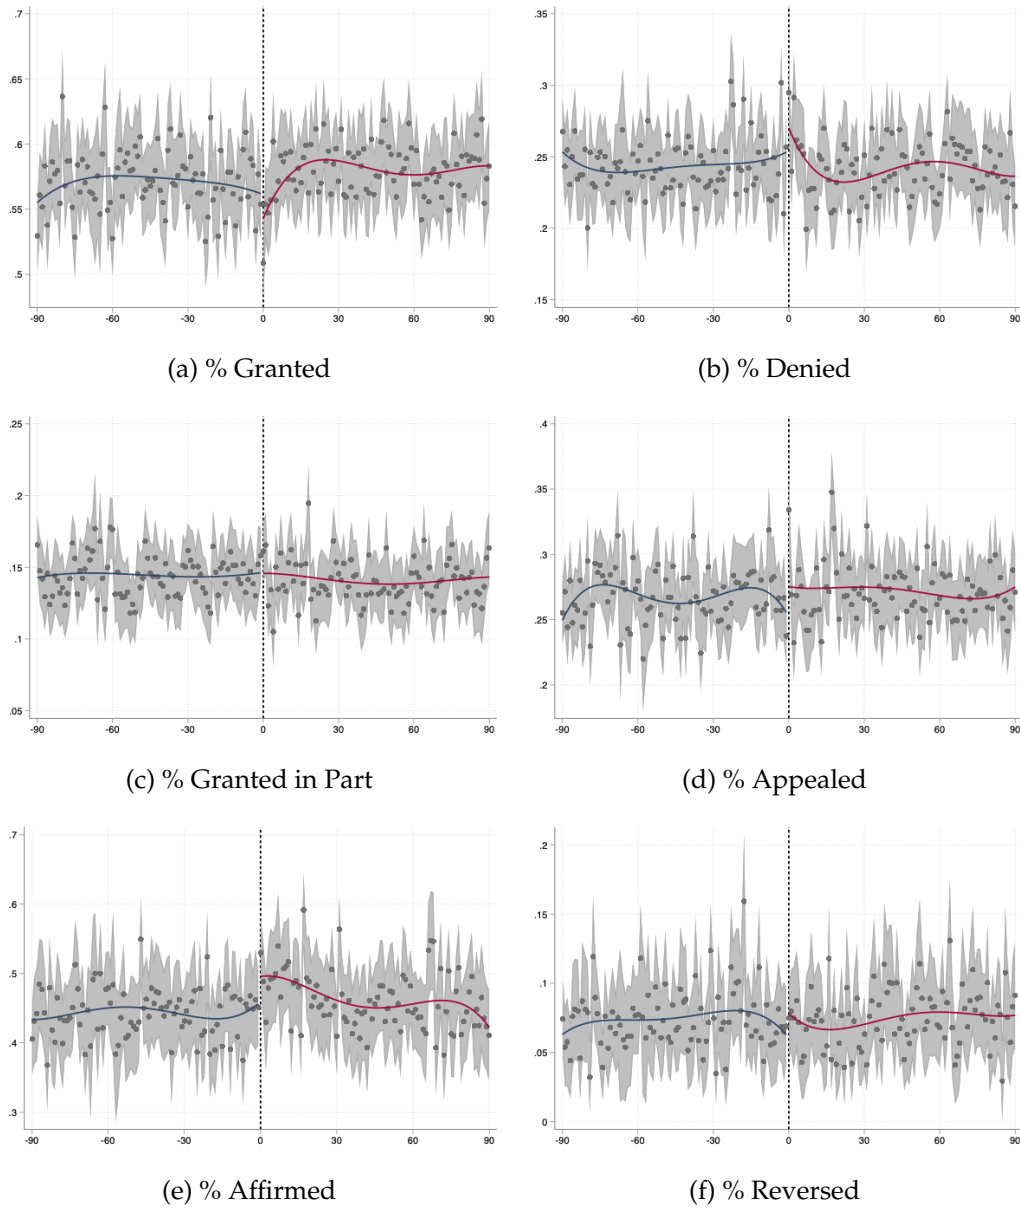 .7
.65
.6
.55
.5
-90 -60 -30 0 30 60 90
(a) % Granted
.35
.3
.25
.2
.15
-90 -60 -30 0 30 60 90
(b) % Denied
.25
.2
.15
.1
.05
-90 -60 -30 0 30 60 90
(c) % Granted in Part
.4
.35
.3
.25
.2
-90 -60 -30 0 30 60 90
(d) % Appealed
.7
.6
.5
.4
.3
-90 -60 -30 0 30 60 90
(e) % Affirmed
.2
.15
.1
.05
0
-90 -60 -30 0 30 60 90
(f) % Reversed